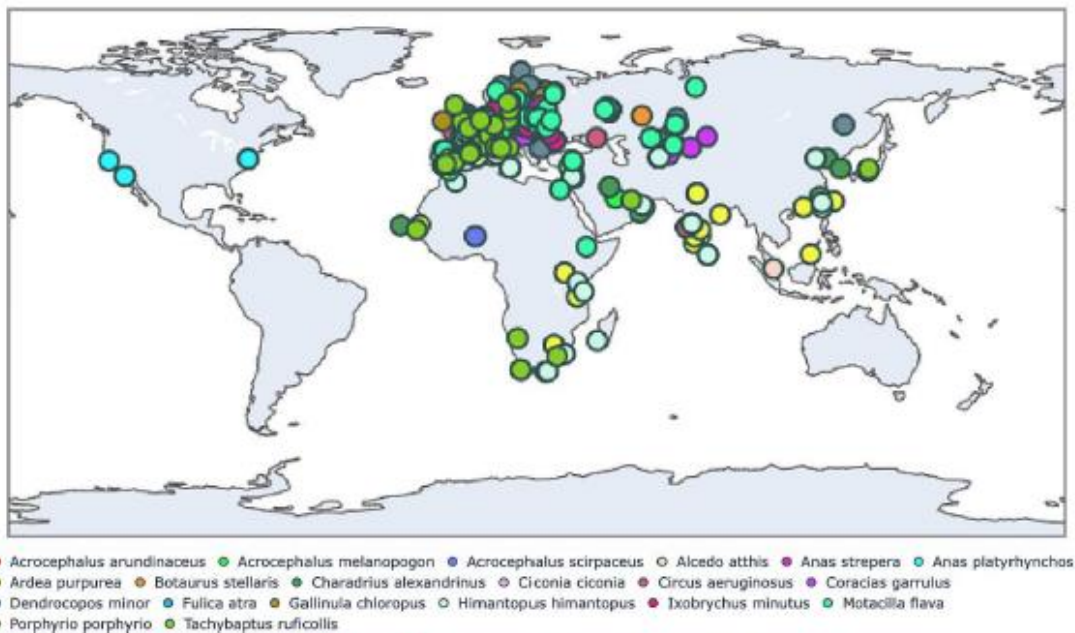 Acrocephalus arundinaceus Acrocephalus melanopogon Acrocephalus scirpaceus Alcedo atthis Anas strepera Anas platyrhynchos
Ardea purpurea Botaurus stellaris Charadrius alexandrinus Ciconia ciconia Circus aeruginosus Coracias garrulus
Dendrocopos minor Fulica atra Gallinula chloropus Himantopus himantopus Ixobrychus minutus Motacilla flava
Porphyrio porphyrio Tachybaptus ruficollis